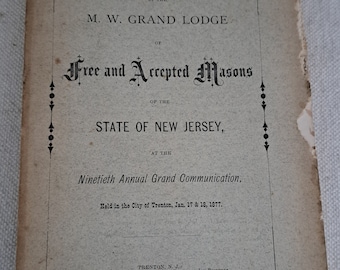 M. W. GRAND LODGE
OF
Free and Accepted Masons
OF THE
STATE OF NEW JERSEY,
AT THE
Ninetieth Annual Grand Communication.
Held in the City of Trenton, Jan. 17 & 18, 1877.
TRENTON, N. J.: